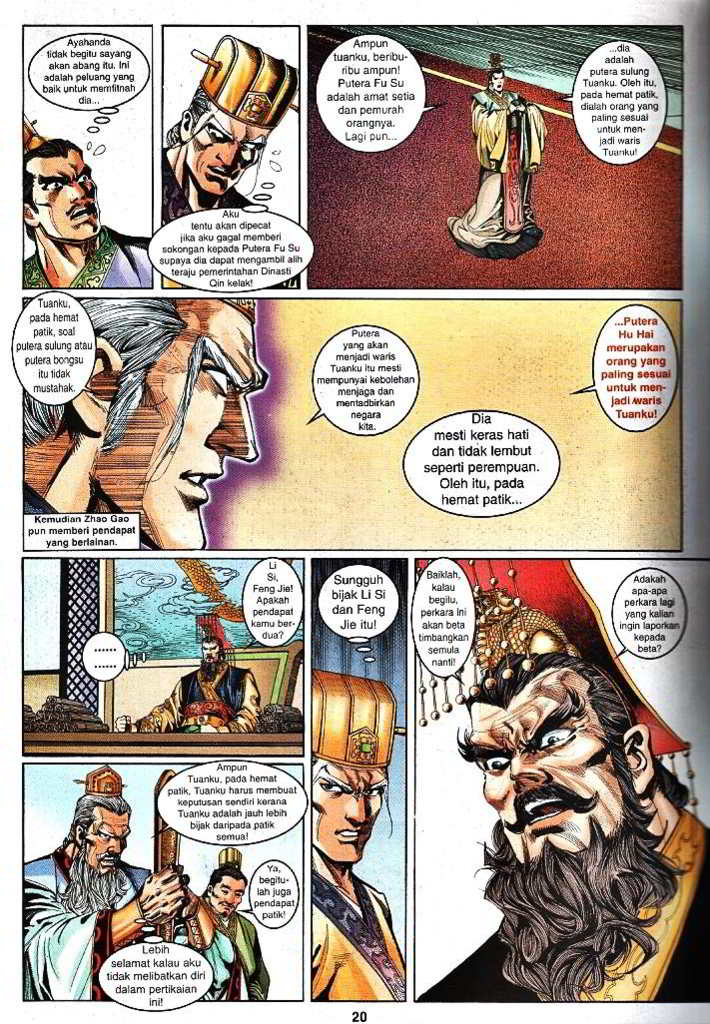 Ayahanda
tidak begitu sayang
akan abang itu. Ini
adalah peluang yang
baik untuk memfitnah
dia...
Aku
tentu akan dipecat
jika aku gagal memberi
sokongan kepada Putera Fu Su
supaya dia dapat mengambil alih
teraju pemerintahan Dinasti
Qin kelak!
Ampun
tuanku, beribu-
ribu ampun!
Putera Fu Su
adalah amat setia
dan pemurah
orangnya.
Lagi pun...
...dia
adalah
putera sulung
Tuanku. Oleh itu,
pada hemat patik,
dialah orang yang
paling sesuai
untuk men-
jadi waris
Tuanku!
Tuanku,
pada hemat
patik, soal
putera sulung atau
putera bongsu
itu tidak
mustahak.
Kemudian Zhao Gao
pun memberi pendapat
yang berlainan.
Putera
yang akan
menjadi waris
Tuanku itu mesti
mempunyai kebolehan
menjaga dan
mentadbirkan
negara
kita.
Dia
mesti keras hati
dan tidak lembut
seperti perempuan.
Oleh itu, pada
hemat patik...
...Putera
Hu Hai
merupakan
orang yang
paling sesuai
untuk men-
jadi waris
Tuanku!
Li
Si,
Feng Jie!
Apakah
pendapat
kamu ber-
dua?
......
......
Ampun
Tuanku, pada hemat
patik, Tuanku harus membuat
keputusan sendiri kerana
Tuanku adalah jauh lebih
bijak daripada patik
semua!
Ya,
begitu-
lah juga
pendapat
patik!
Lebih
selamat kalau aku
tidak melibatkan diri
dalam pertikaian
ini!
Sungguh
bijak Li Si
dan Feng
Jie itu!
Baiklah,
kalau
begitu,
perkara ini
akan beta
timbangkan
semula
nanti!
Adakah
apa-apa
perkara lagi
yang kalian
ingin laporkan
kepada
beta?
20